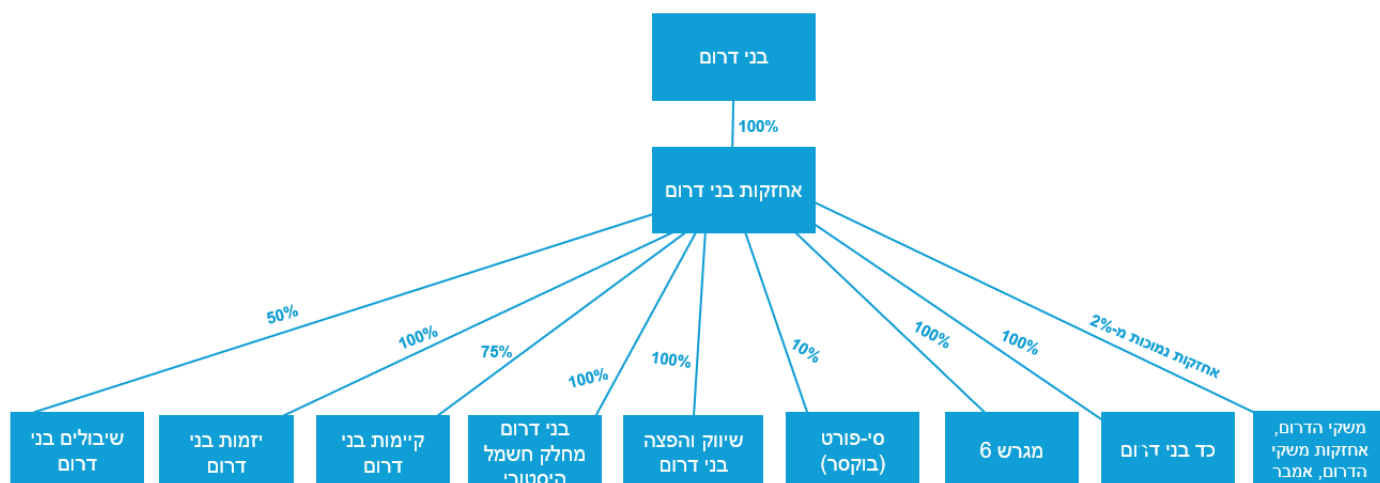 בני דרום
100%
אחזקות בני דרום
50%
100%
75%
100%
100%
10%
100%
100%
אחזקות נמוכות מ-2%
שיבולים בני
דרום
יזמות בני
דרום
קיימות בני
דרום
בני דרום
מחלק חשמל
היסטורי
שיווק והפצה
בני דרום
סי-פורט
(בוקסר)
מגרש 6
כד בני דרום
משקי הדרום,
אחזקות משקי
הדרום, אמבר